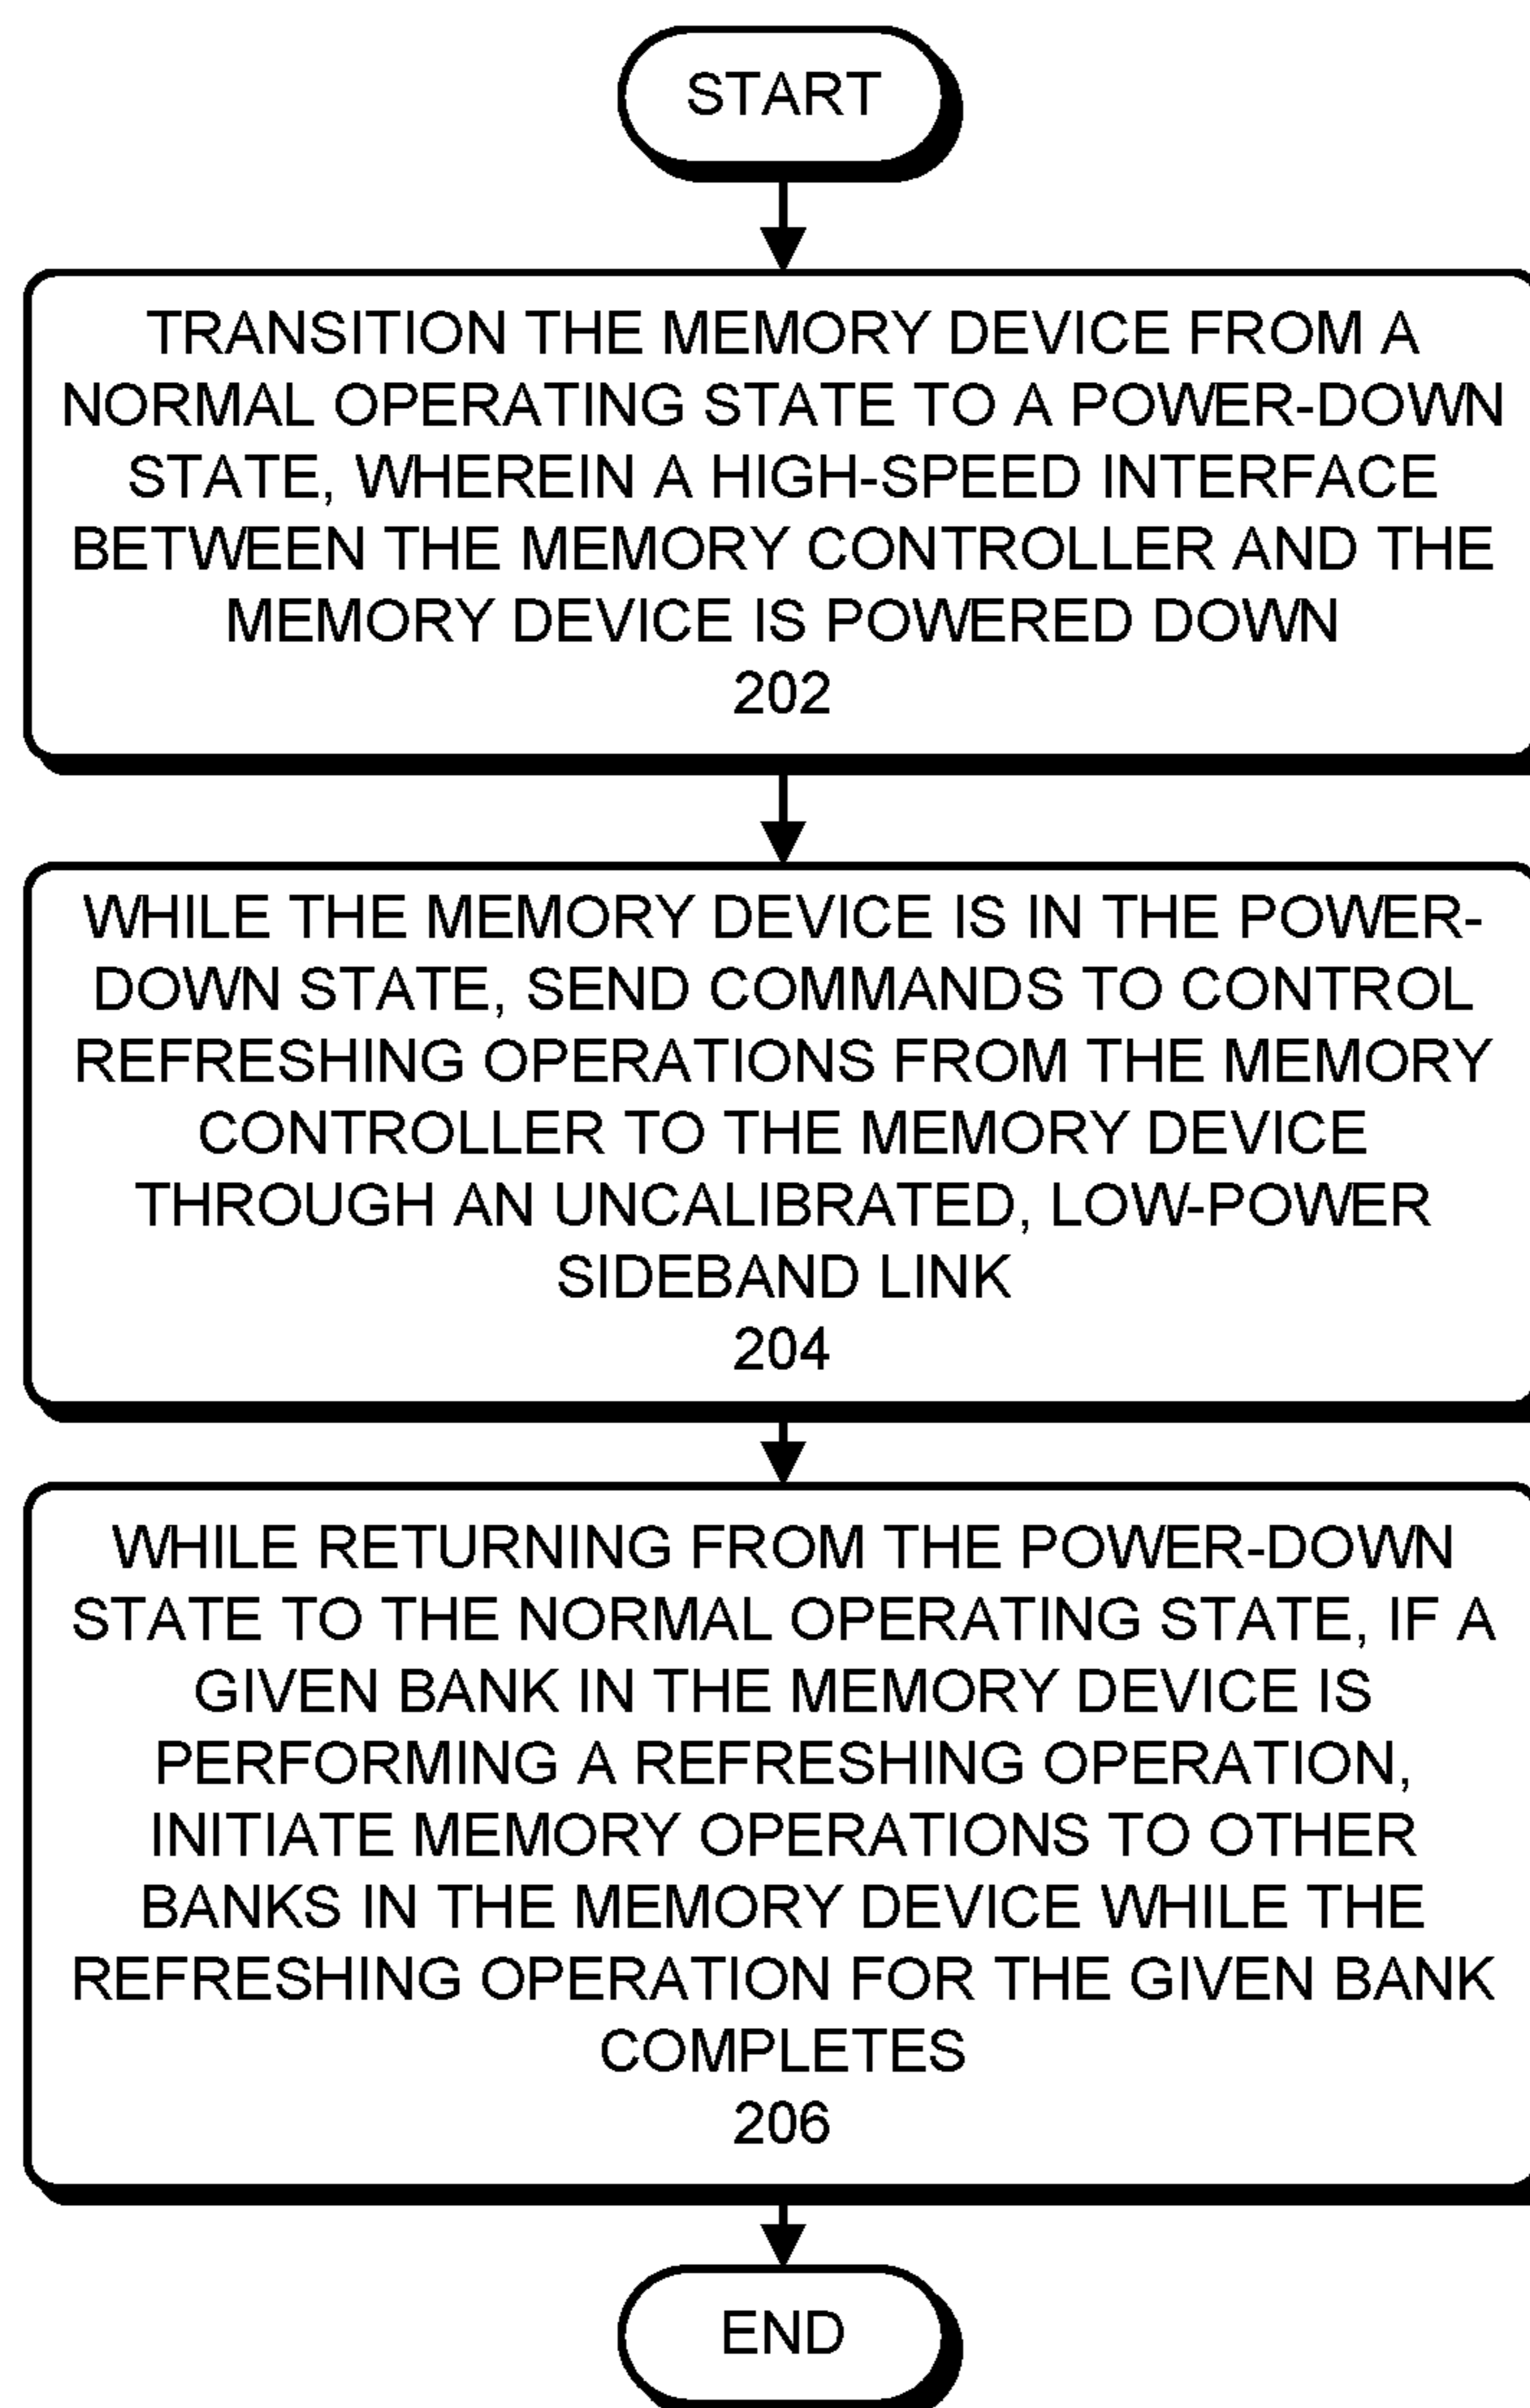 START
TRANSITION THE MEMORY DEVICE FROM A
NORMAL OPERATING STATE TO A POWER-DOWN
STATE, WHEREIN A HIGH-SPEED INTERFACE
BETWEEN THE MEMORY CONTROLLER AND THE
MEMORY DEVICE IS POWERED DOWN
202
WHILE THE MEMORY DEVICE IS IN THE POWER-
DOWN STATE, SEND COMMANDS TO CONTROL
REFRESHING OPERATIONS FROM THE MEMORY
CONTROLLER TO THE MEMORY DEVICE
THROUGH AN UNCALIBRATED, LOW-POWER
SIDEBAND LINK
204
WHILE RETURNING FROM THE POWER-DOWN
STATE TO THE NORMAL OPERATING STATE, IF A
GIVEN BANK IN THE MEMORY DEVICE IS
PERFORMING A REFRESHING OPERATION,
INITIATE MEMORY OPERATIONS TO OTHER
BANKS IN THE MEMORY DEVICE WHILE THE
REFRESHING OPERATION FOR THE GIVEN BANK
COMPLETES
206
END